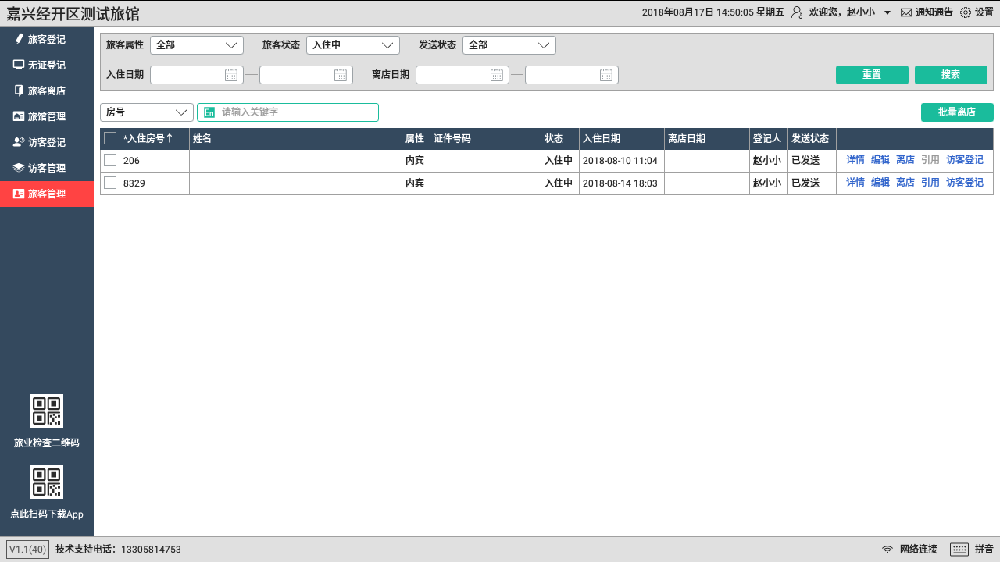 嘉兴经开区测试旅馆 2018年08月17日 14:50:05 星期五 欢迎您，赵小小 通知通告 设置
旅客登记
无证登记
旅客离店
旅馆管理
访客登记
访客管理
旅客管理
旅业检查二维码
点此扫码下载App
旅客属性 全部 旅客状态 入住中 发送状态 全部
入住日期 离店日期 重置 搜索
房号 En 请输入关键字 批量离店
*入住房号↑ 姓名 属性 证件号码 状态 入住日期 离店日期 登记人 发送状态
206 内宾 入住中 2018-08-10 11:04 赵小小 已发送 详情 编辑 离店 引用 访客登记
8329 内宾 入住中 2018-08-14 18:03 赵小小 已发送 详情 编辑 离店 引用 访客登记
V1.1(40) 技术支持电话：13305814753 网络连接 拼音